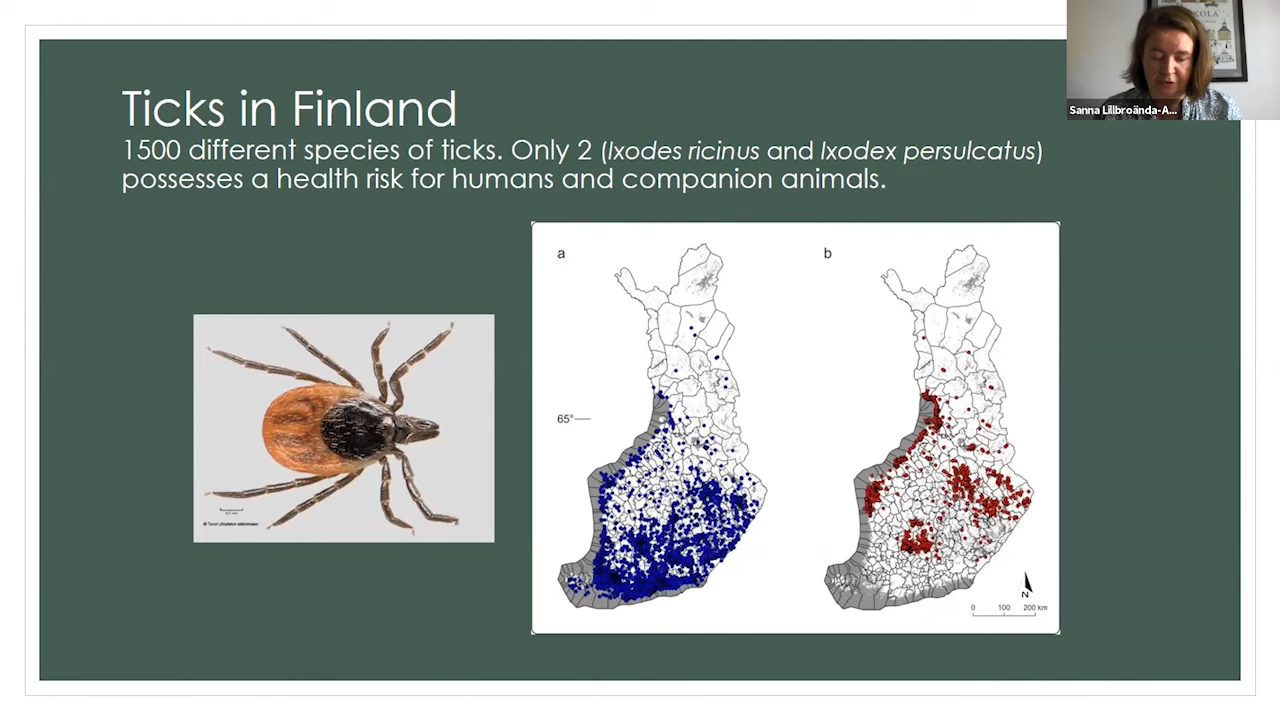 Ticks in Finland
1500 different species of ticks. Only 2 (Ixodes ricinus and Ixodex persulcatus)
possesses a health risk for humans and companion animals.
KOLA
Sanna Lillbroända-A...
a
b
65°
N
0 100 200 km